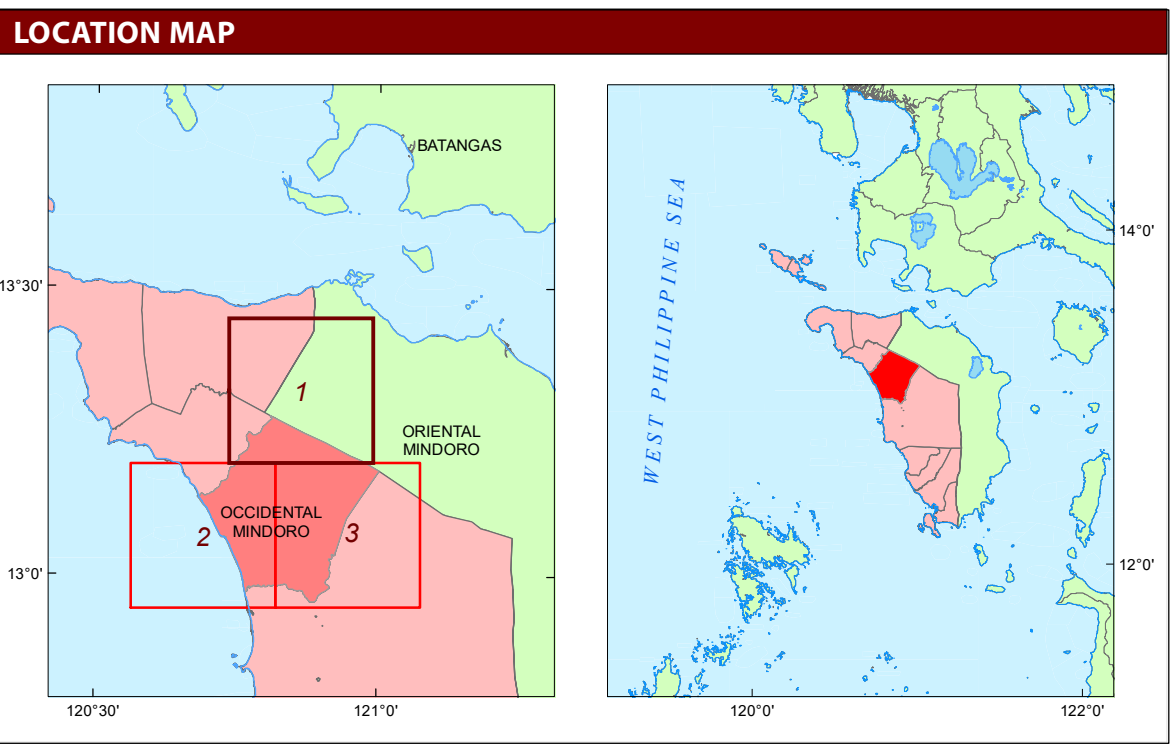 LOCATION MAP
BATANGAS
13°30'
1
ORIENTAL
MINDORO
OCCIDENTAL
MINDORO
2
3
13°0'
120°30'
121°0'
WEST PHILIPPINE SEA
14°0'
12°0'
120°0'
122°0'